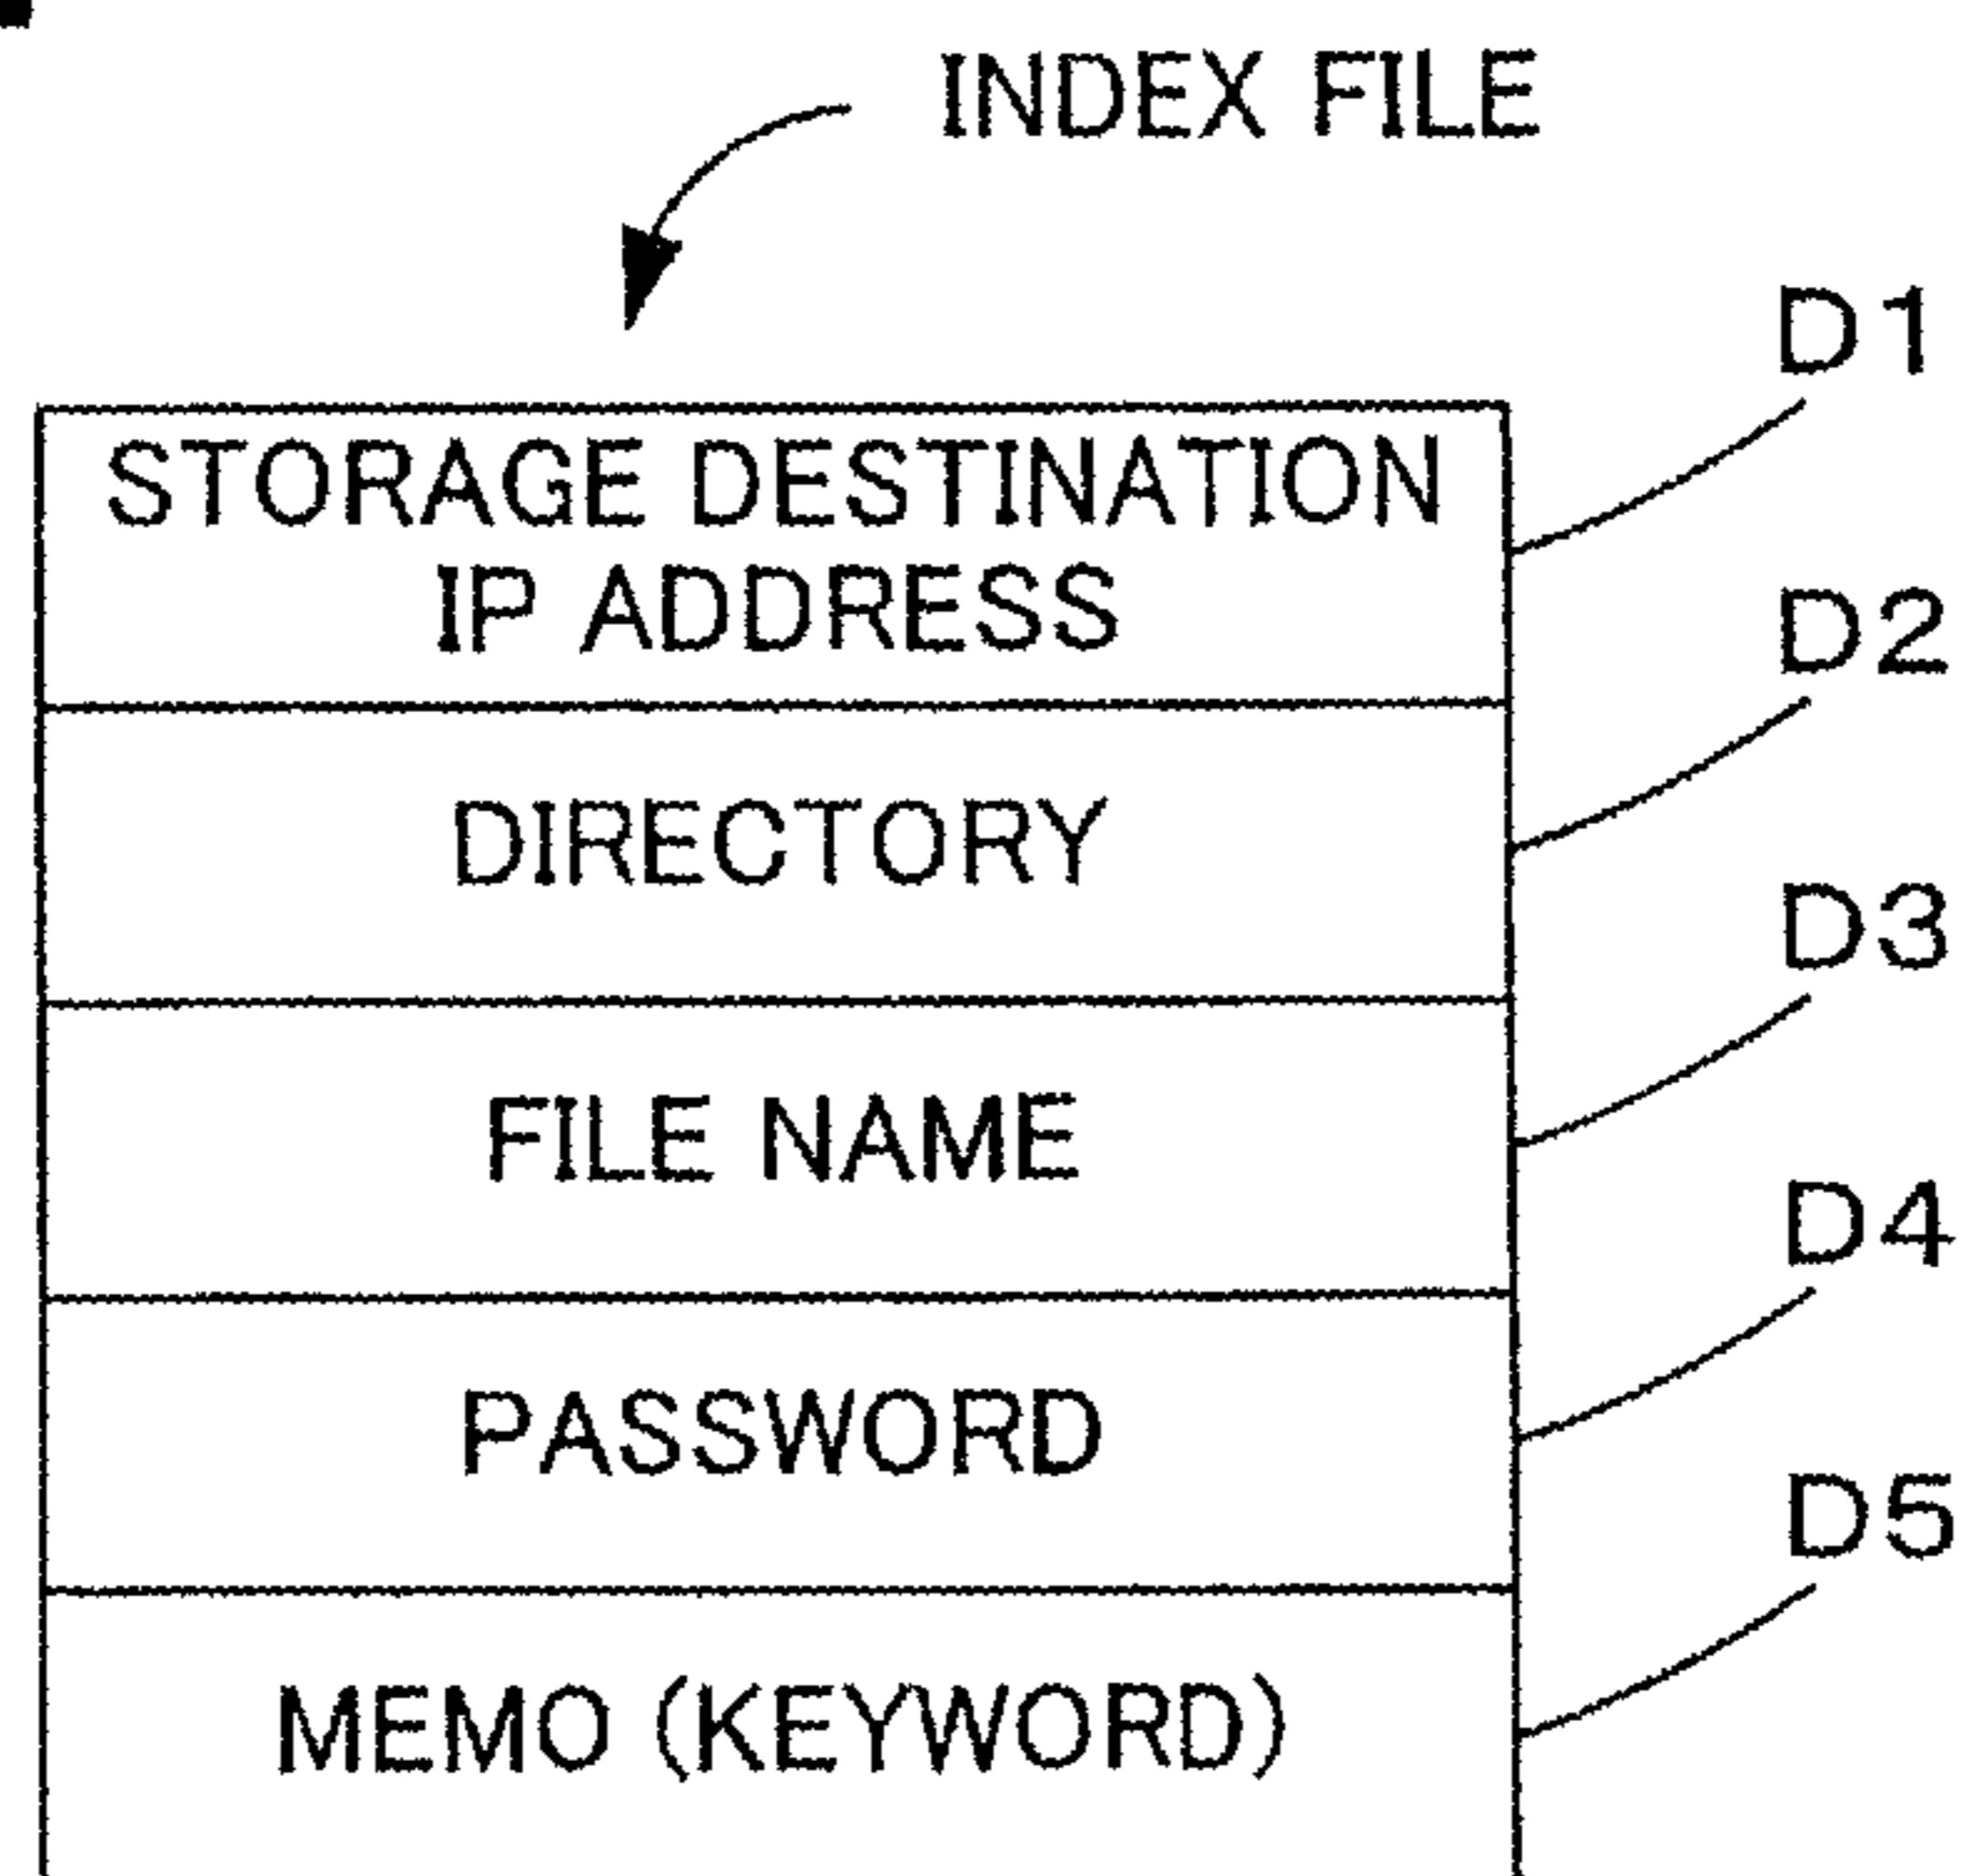 INDEX FILE
D1
STORAGE DESTINATION
IP ADDRESS
D2
DIRECTORY
D3
FILE NAME
D4
PASSWORD
D5
MEMO (KEYWORD)